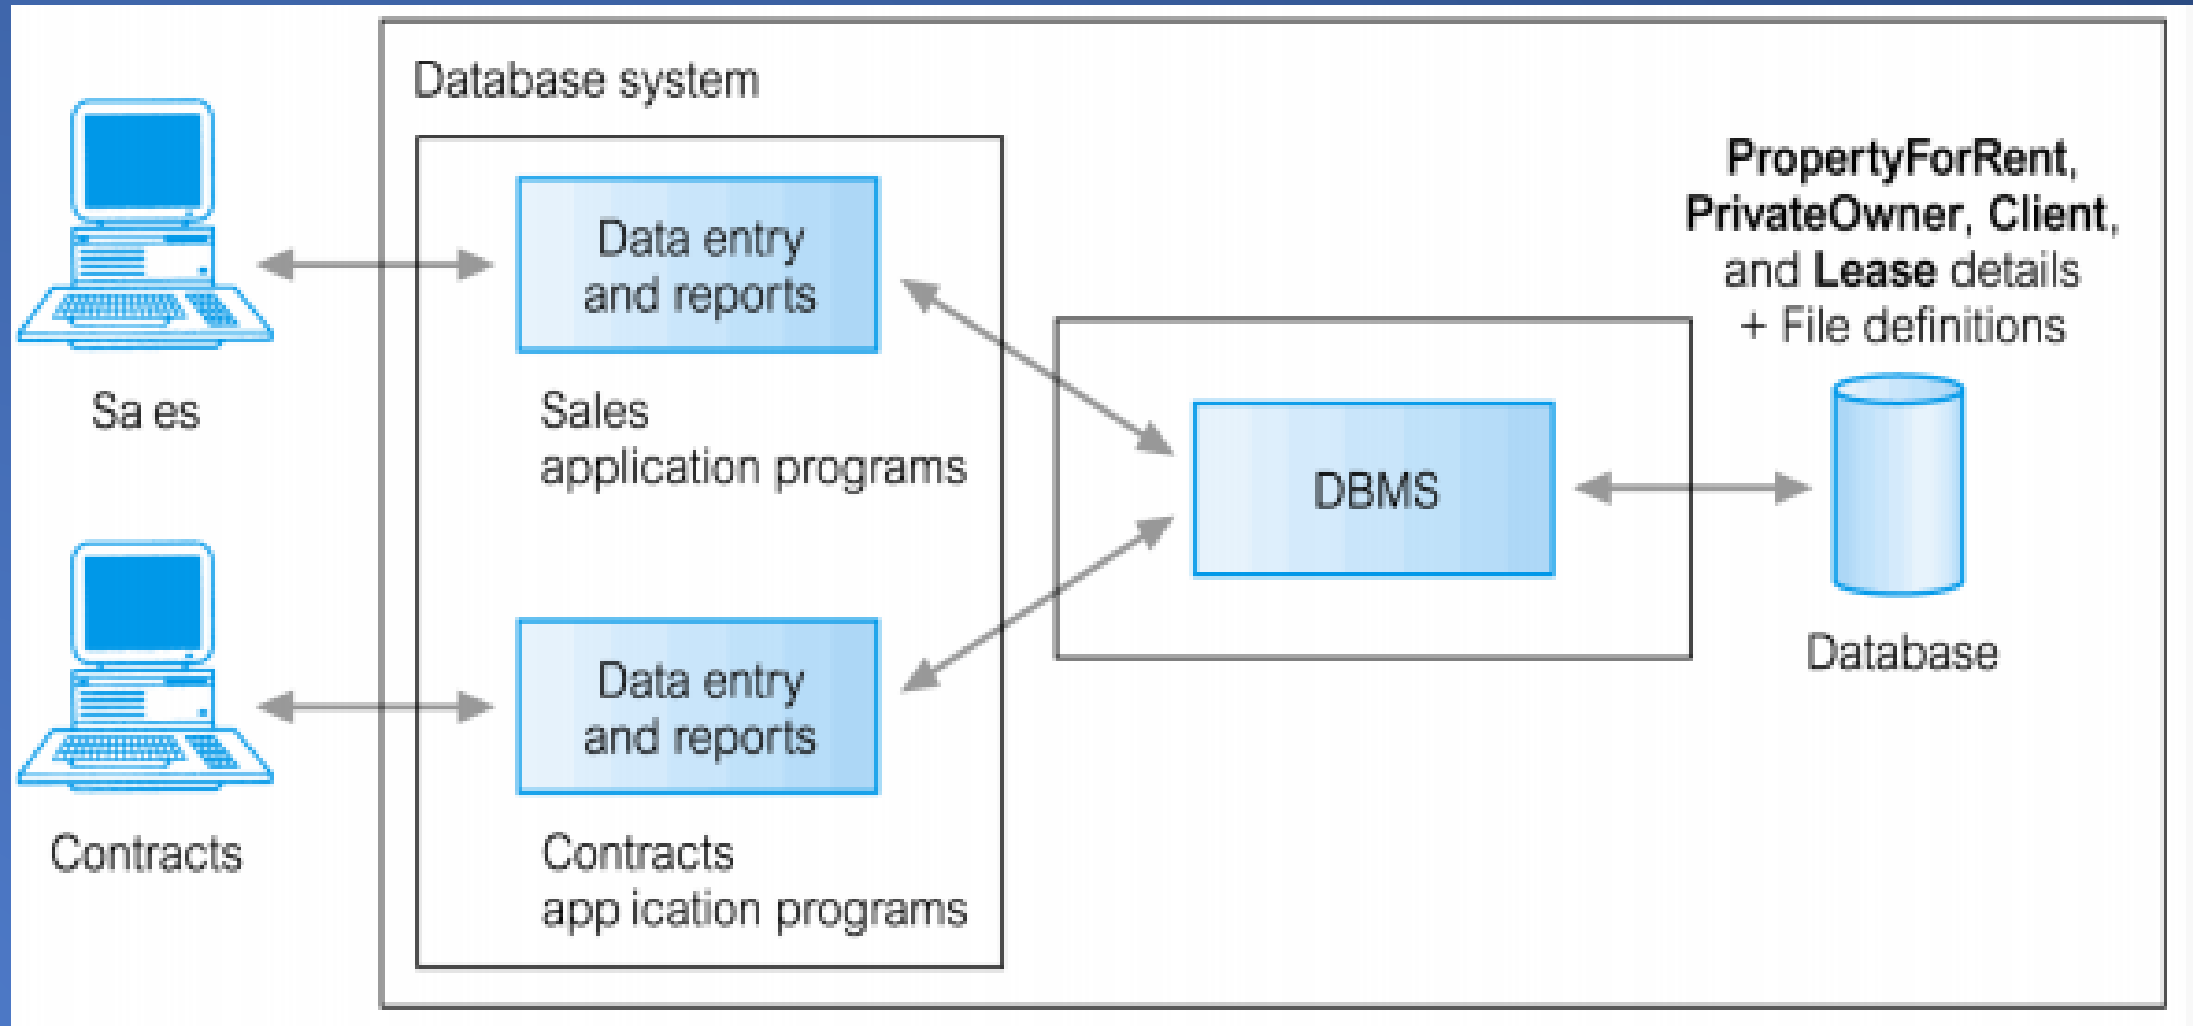 Database system
PropertyForRent,
PrivateOwner, Client,
and Lease details
+ File definitions
Data entry
and reports
Sa es
Sales
application programs
DBMS
Database
Data entry
and reports
Contracts
Contracts
app ication programs